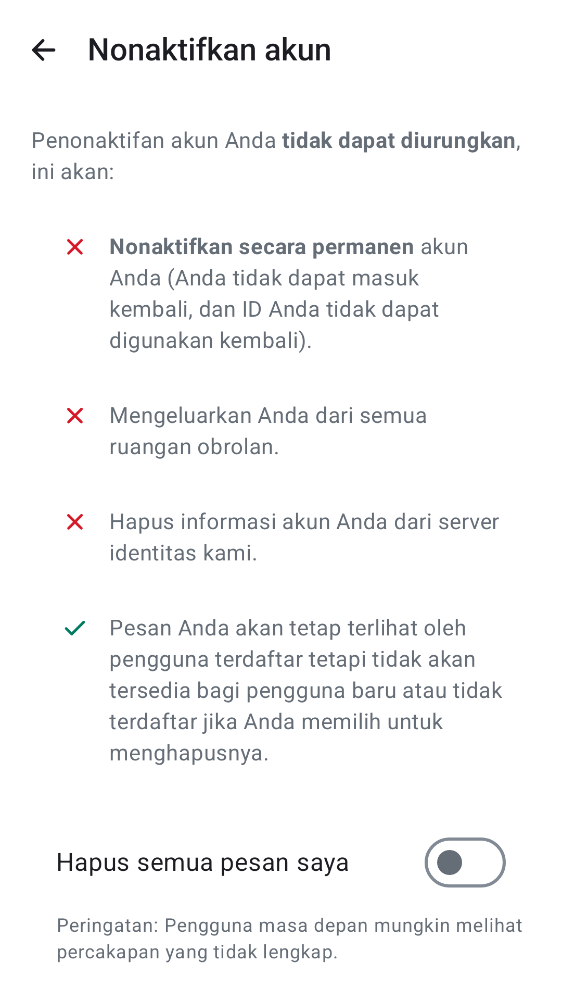 Nonaktifkan akun
Penonaktifan akun Anda tidak dapat diurungkan,
ini akan:
Nonaktifkan secara permanen akun
Anda (Anda tidak dapat masuk
kembali, dan ID Anda tidak dapat
digunakan kembali).
Mengeluarkan Anda dari semua
ruangan obrolan.
Hapus informasi akun Anda dari server
identitas kami.
Pesan Anda akan tetap terlihat oleh
pengguna terdaftar tetapi tidak akan
tersedia bagi pengguna baru atau tidak
terdaftar jika Anda memilih untuk
menghapusnya.
Hapus semua pesan saya
Peringatan: Pengguna masa depan mungkin melihat
percakapan yang tidak lengkap.